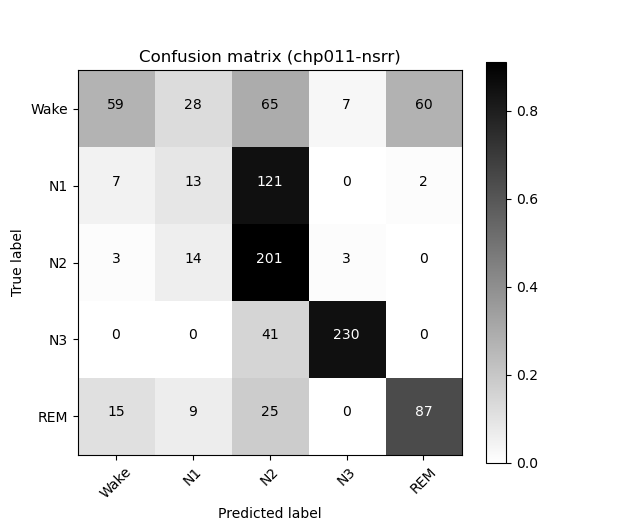 Confusion matrix (chp011-nsrr)
True label
Wake 59 28 65 7 60
N1 7 13 121 0 2
N2 3 14 201 3 0
N3 0 0 41 230 0
REM 15 9 25 0 87
Wake N1 N2 N3 REM
Predicted label
0.8
0.6
0.4
0.2
0.0